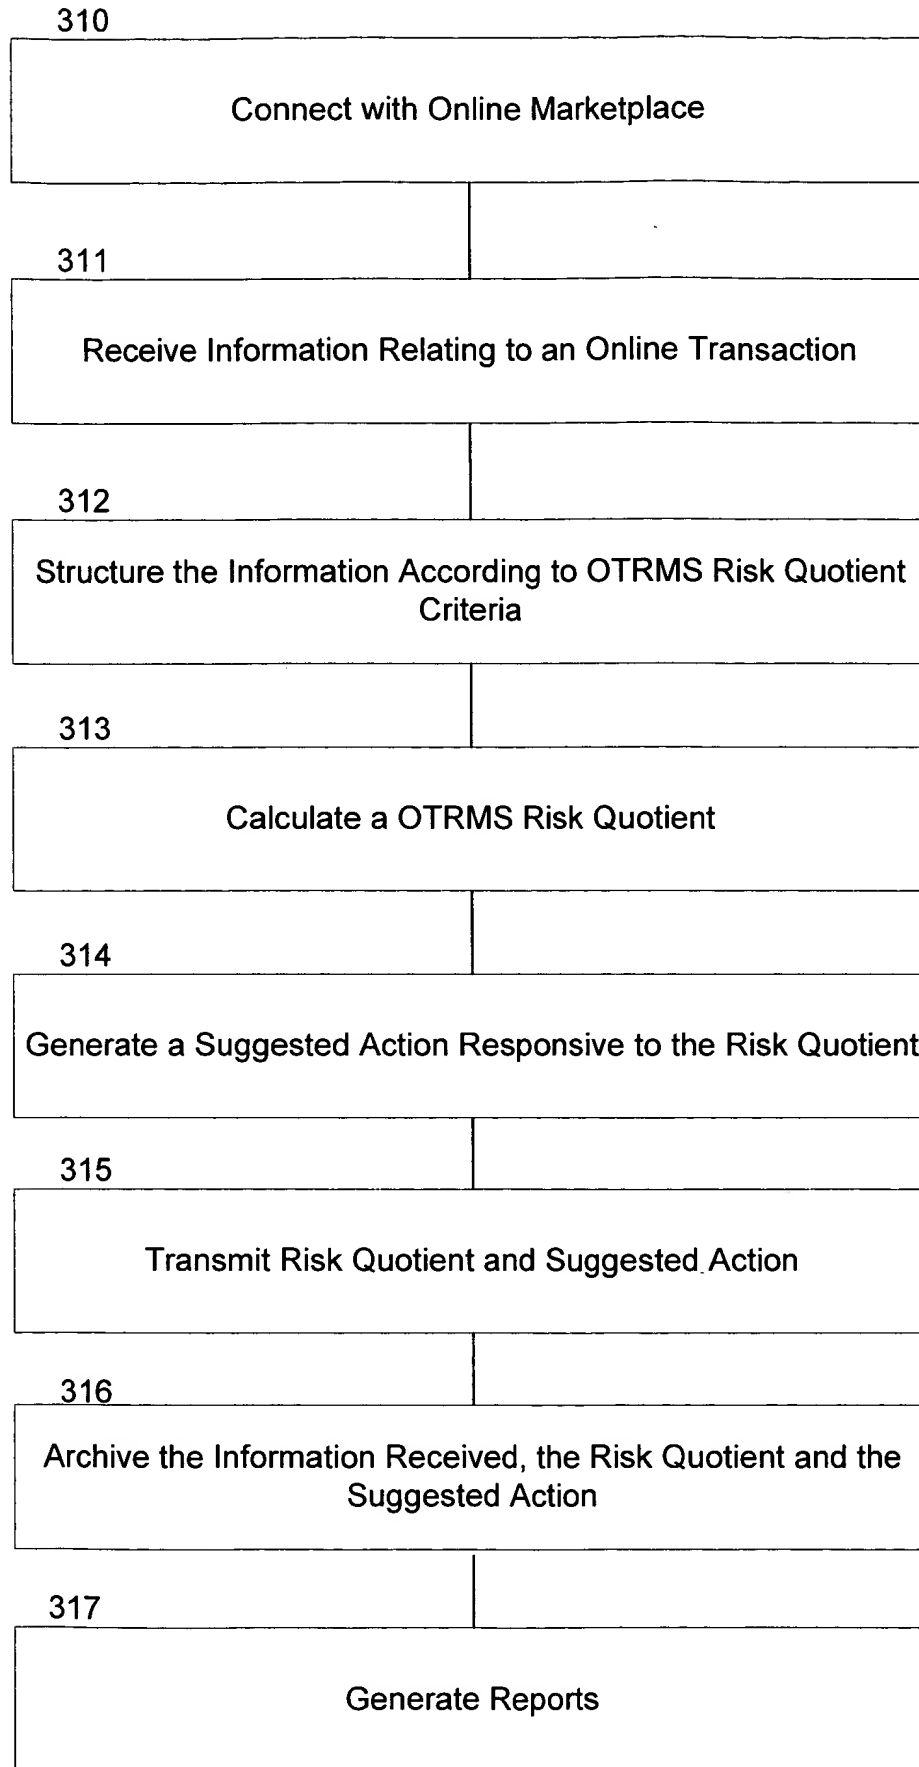 310
Connect with Online Marketplace
311
Receive Information Relating to an Online Transaction
312
Structure the Information According to OTRMS Risk Quotient
Criteria
313
Calculate a OTRMS Risk Quotient
314
Generate a Suggested Action Responsive to the Risk Quotient
315
Transmit Risk Quotient and Suggested Action
316
Archive the Information Received, the Risk Quotient and the
Suggested Action
317
Generate Reports